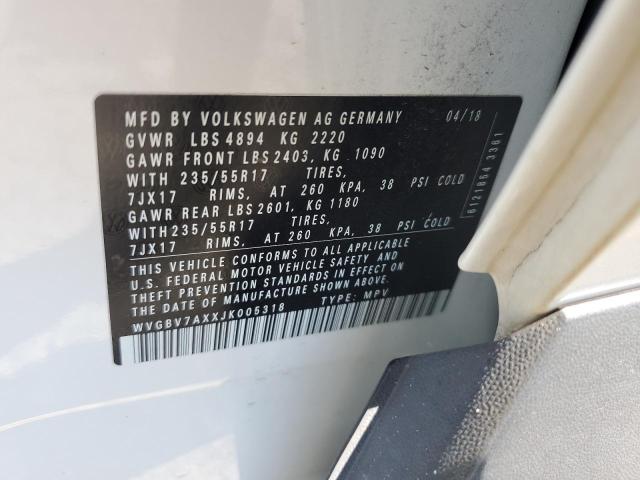 MFD BY VOLKSWAGEN AG GERMANY 04/18
GVWR LBS 4894 KG 2220
GAWR FRONT LBS 2403, KG 1090
WITH 235/55R17 TIRES,
7JX17 RIMS, AT 260 KPA, 38 PSI COLD
GAWR REAR LBS 2601, KG 1180
WITH 235/55R17 TIRES,
7JX17 RIMS, AT 260 KPA, 38 PSI COLD
THIS VEHICLE CONFORMS TO ALL APPLICABLE
U.S. FEDERAL MOTOR VEHICLE SAFETY AND
THEFT PREVENTION STANDARDS IN EFFECT ON
THE DATE OF MANUFACTURE SHOWN ABOVE
WVGBV7AXXJK005318 TYPE: MPV
6121854 3381